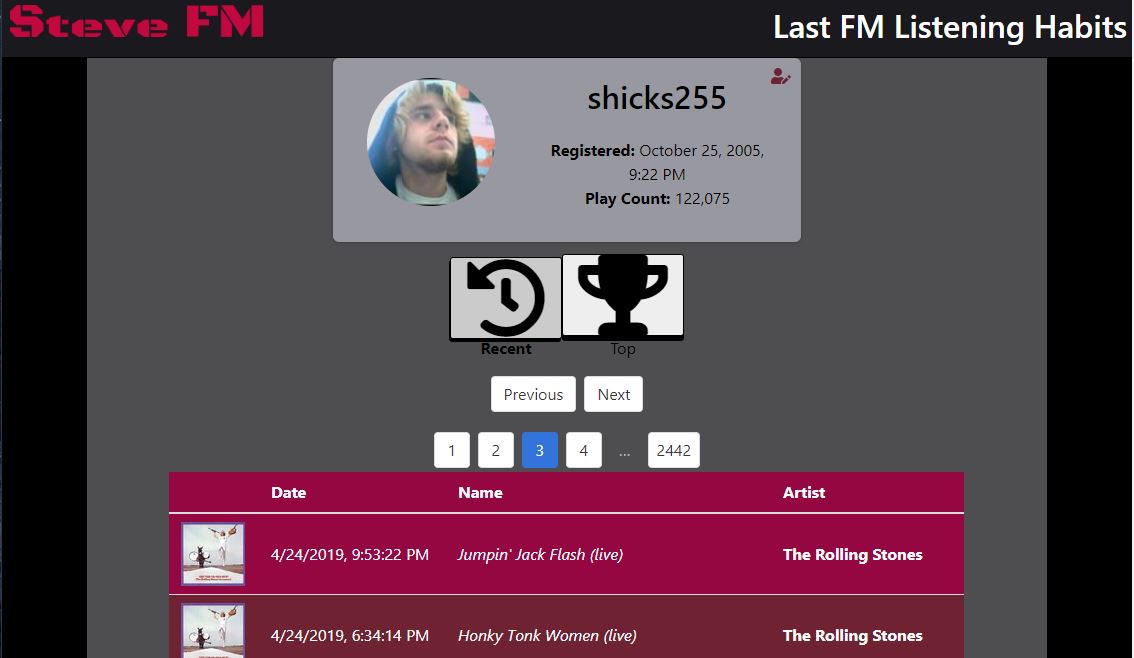 Steve FM
Last FM Listening Habits
shicks255
Registered: October 25, 2005,
9:22 PM
Play Count: 122,075
Recent
Top
Previous Next
1 2 3 4 ... 2442
Date Name Artist
4/24/2019, 9:53:22 PM Jumpin' Jack Flash (live) The Rolling Stones
4/24/2019, 6:34:14 PM Honky Tonk Women (live) The Rolling Stones